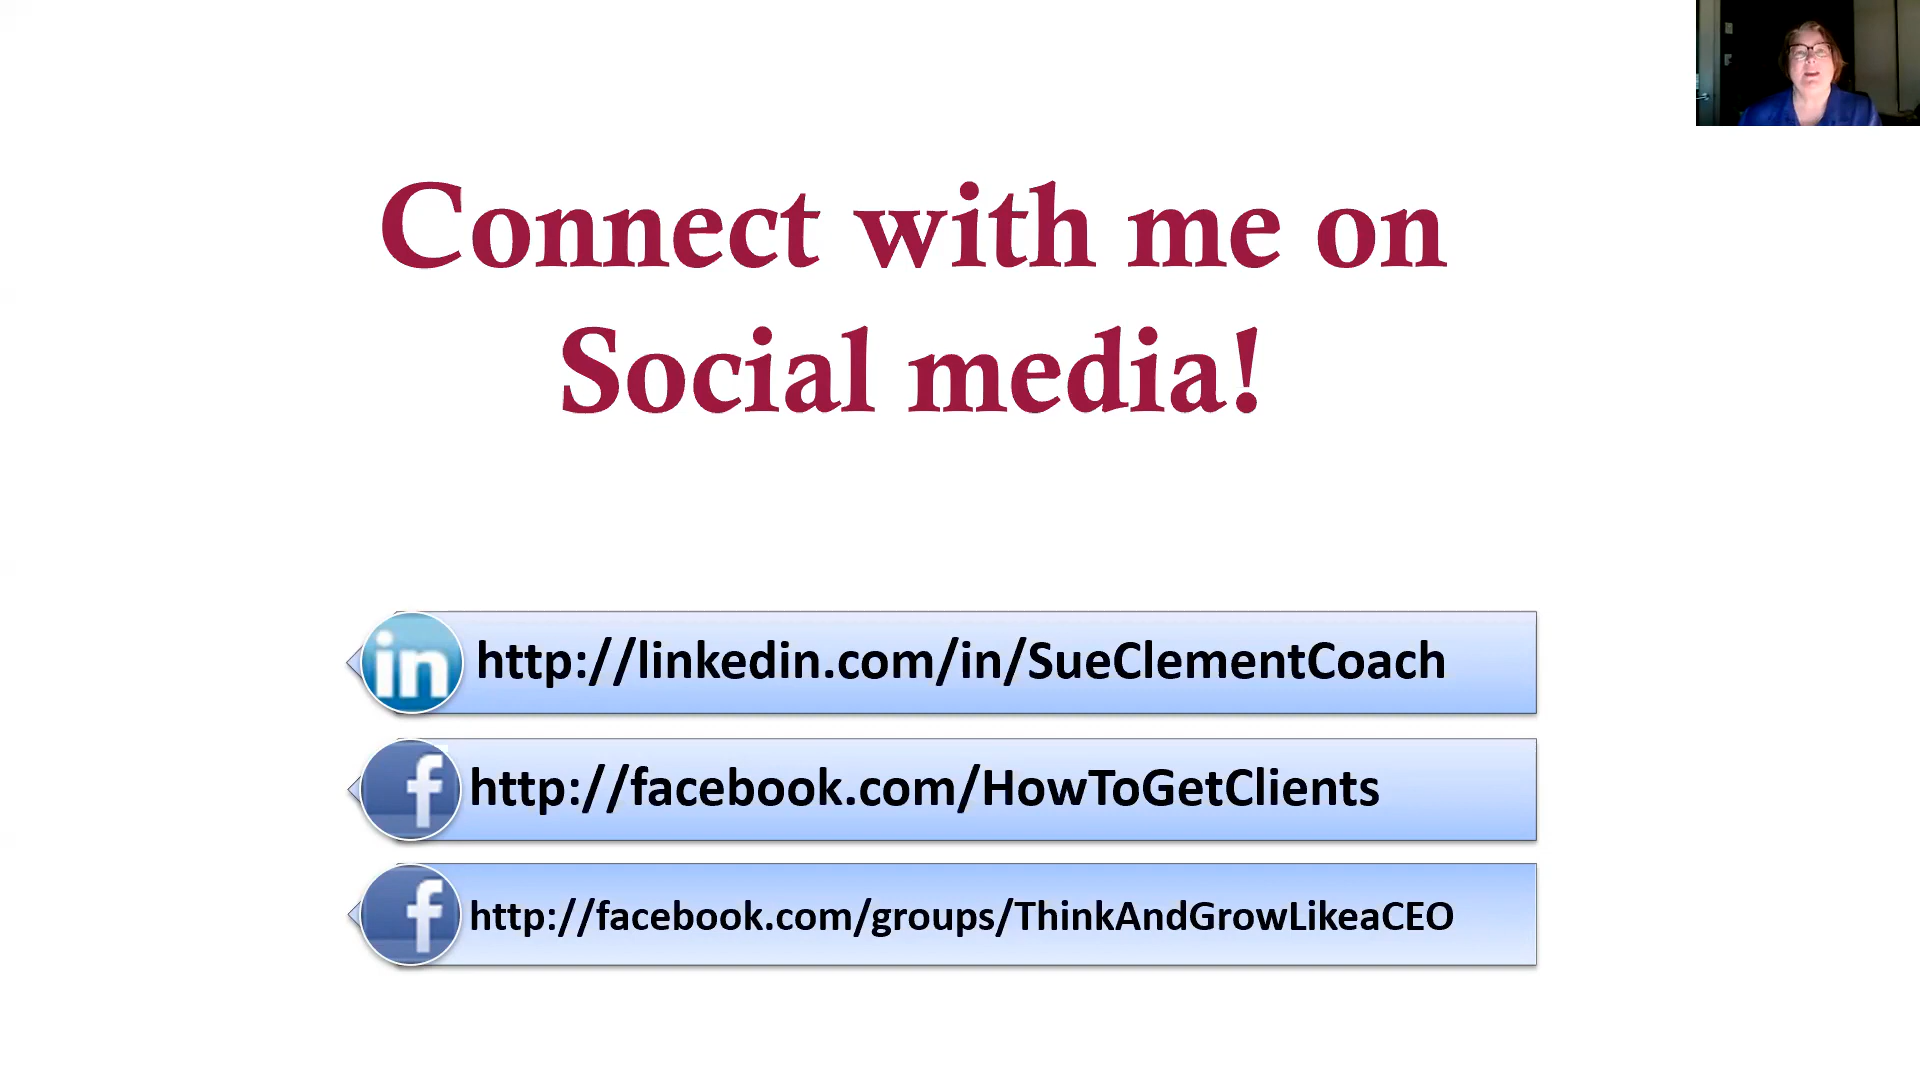 Connect with me on
Social media!
in http://linkedin.com/in/SueClementCoach
f http://facebook.com/HowToGetClients
f http://facebook.com/groups/ThinkAndGrowLikeaCEO